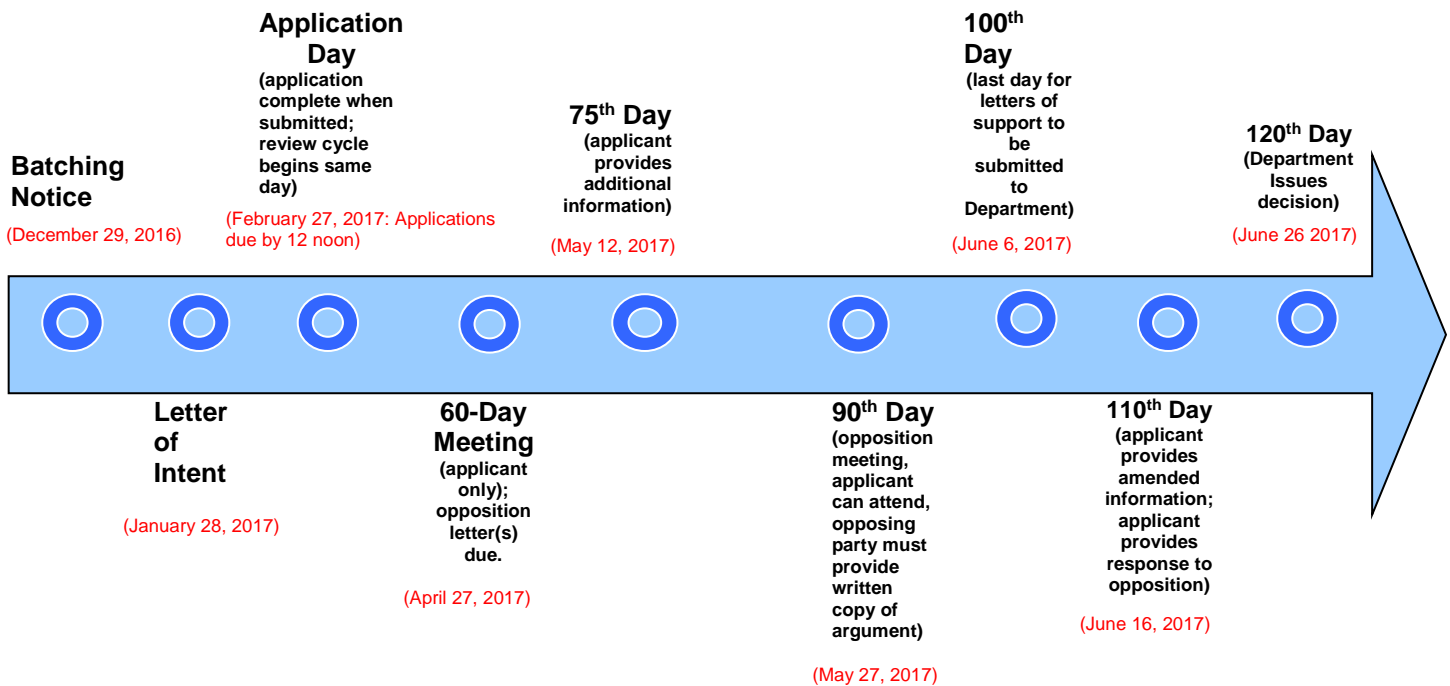 Batching
Notice
(December 29, 2016)
Letter
of
Intent
(January 28, 2017)
Application
Day
(application
complete when
submitted;
review cycle
begins same
day)
(February 27, 2017: Applications
due by 12 noon)
60-Day
Meeting
(applicant
only);
opposition
letter(s)
due.
(April 27, 2017)
75th Day
(applicant
provides
additional
information)
(May 12, 2017)
90th Day
(opposition
meeting,
applicant
can attend,
opposing
party must
provide
written
copy of
argument)
(May 27, 2017)
100th
Day
(last day for
letters of
support to
be
submitted
to
Department)
(June 6, 2017)
110th Day
(applicant
provides
amended
information;
applicant
provides
response to
opposition)
(June 16, 2017)
120th Day
(Department
Issues
decision)
(June 26 2017)